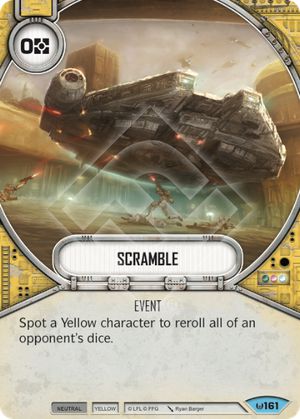 0
SCRAMBLE
EVENT
Spot a Yellow character to reroll all of an
opponent's dice.
NEUTRAL YELLOW © LFL © FFG Ryan Barger 161